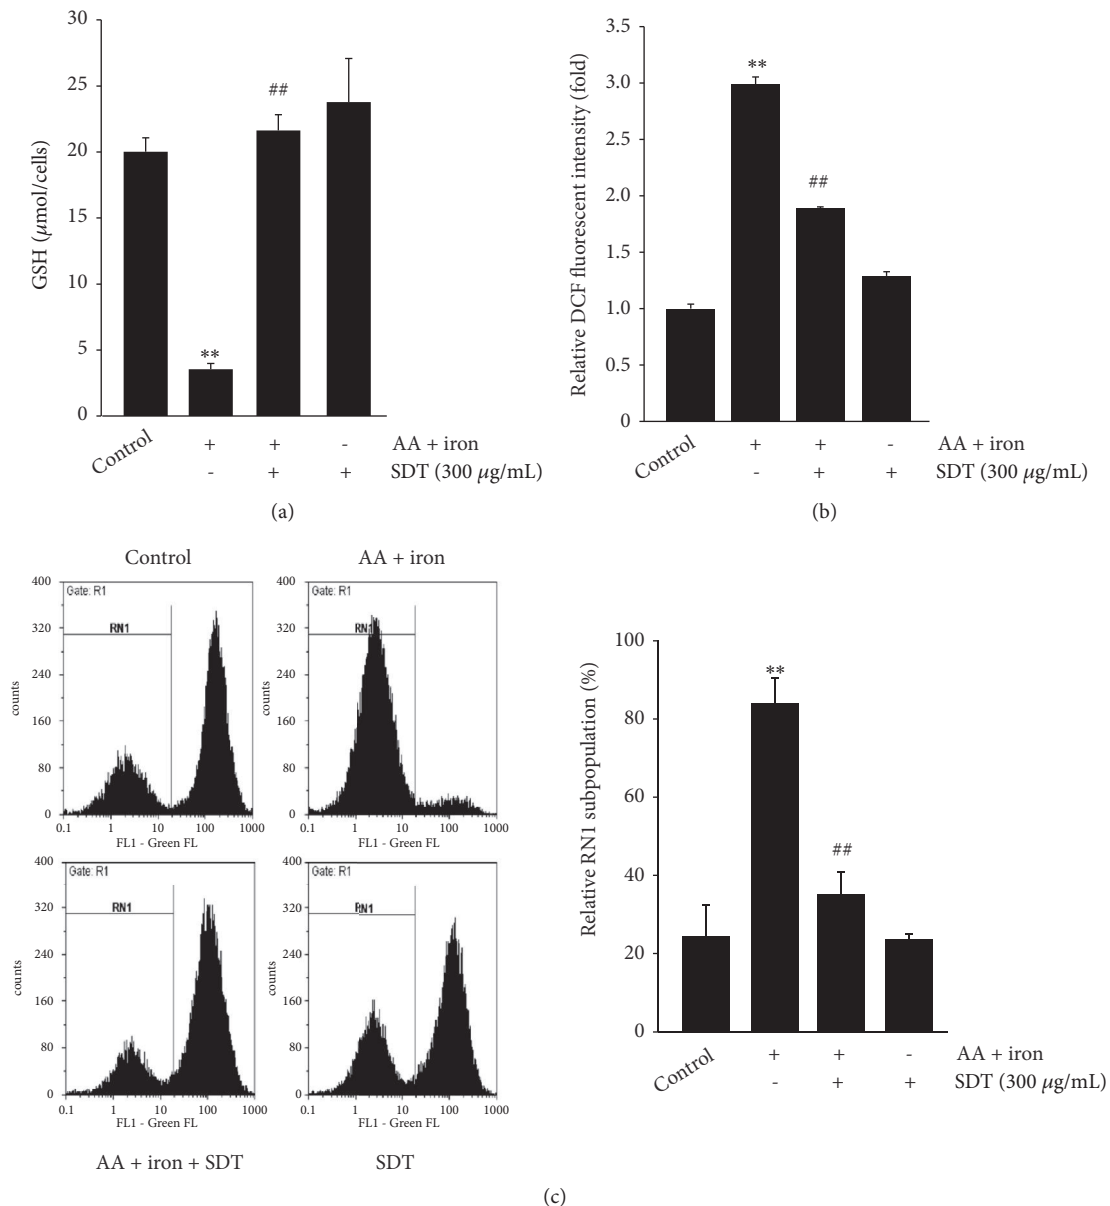 30
25
20
15
10
5
0
GSH (μmol/cells)
**
##
Control
+ + - AA + iron
- + + SDT (300 μg/mL)
(a)
3.5
3.0
2.5
2.0
1.5
1.0
0.5
0
Relative DCF fluorescent intensity (fold)
**
##
Control
+ + - AA + iron
- + + SDT (300 μg/mL)
(b)
Control
400
320
240
160
80
0
counts
Gate: R1
RN1
0.1 1 10 100 1000
FL1 - Green FL
AA + iron
400
320
240
160
80
0
counts
Gate: R1
RN1
0.1 1 10 100 1000
FL1 - Green FL
400
320
240
160
80
0
counts
Gate: R1
RN1
0.1 1 10 100 1000
FL1 - Green FL
AA + iron + SDT
400
320
240
160
80
0
counts
Gate: R1
RN1
0.1 1 10 100 1000
FL1 - Green FL
SDT
100
80
60
40
20
0
Relative RN1 subpopulation (%)
**
##
Control
+ + - AA + iron
- + + SDT (300 μg/mL)
(c)